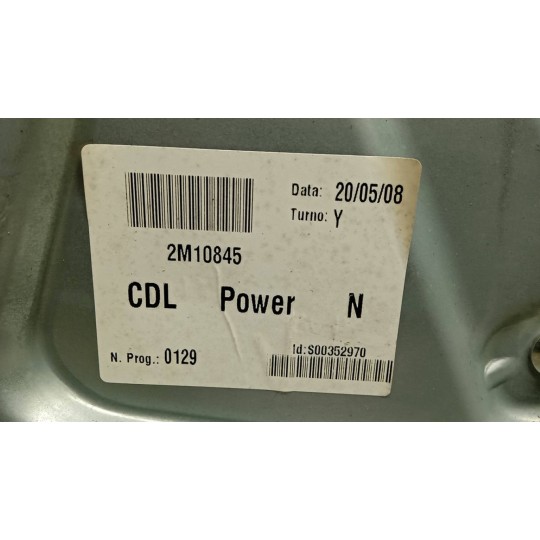 Data: 20/05/08
Turno: Y
2M10845
CDL Power N
Id:S00352970
N. Prog.: 0129